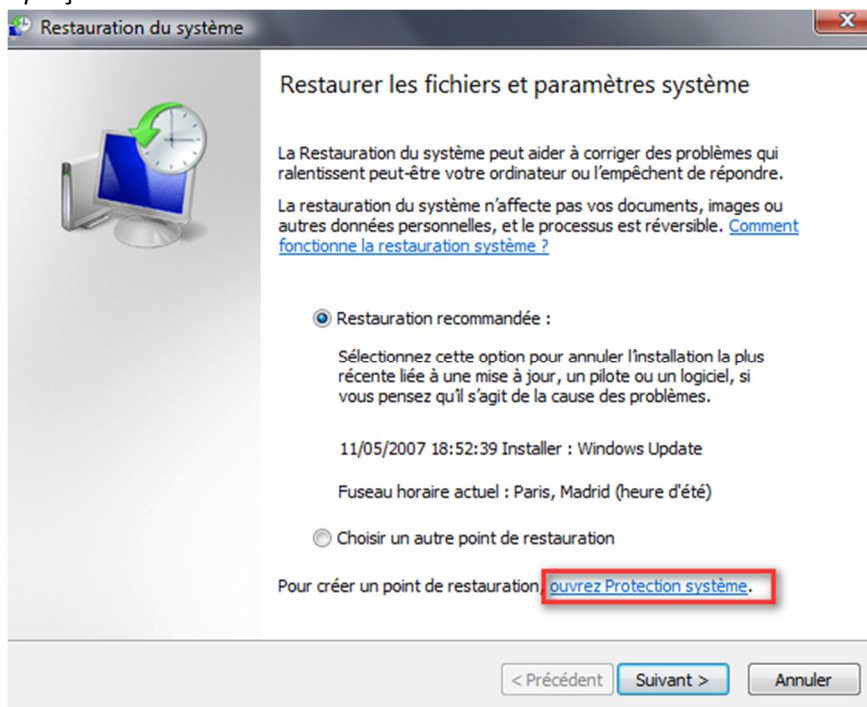 Restauration du système
Restaurer les fichiers et paramètres système
La Restauration du système peut aider à corriger des problèmes qui
ralentissent peut-être votre ordinateur ou l'empêchent de répondre.
La restauration du système n'affecte pas vos documents, images ou
autres données personnelles, et le processus est réversible. Comment
fonctionne la restauration système ?
Restauration recommandée :
Sélectionnez cette option pour annuler l'installation la plus
récente liée à une mise à jour, un pilote ou un logiciel, si
vous pensez qu'il s'agit de la cause des problèmes.
11/05/2007 18:52:39 Installer : Windows Update
Fuseau horaire actuel : Paris, Madrid (heure d'été)
Choisir un autre point de restauration
Pour créer un point de restauration, ouvrez Protection système.
< Précédent Suivant > Annuler